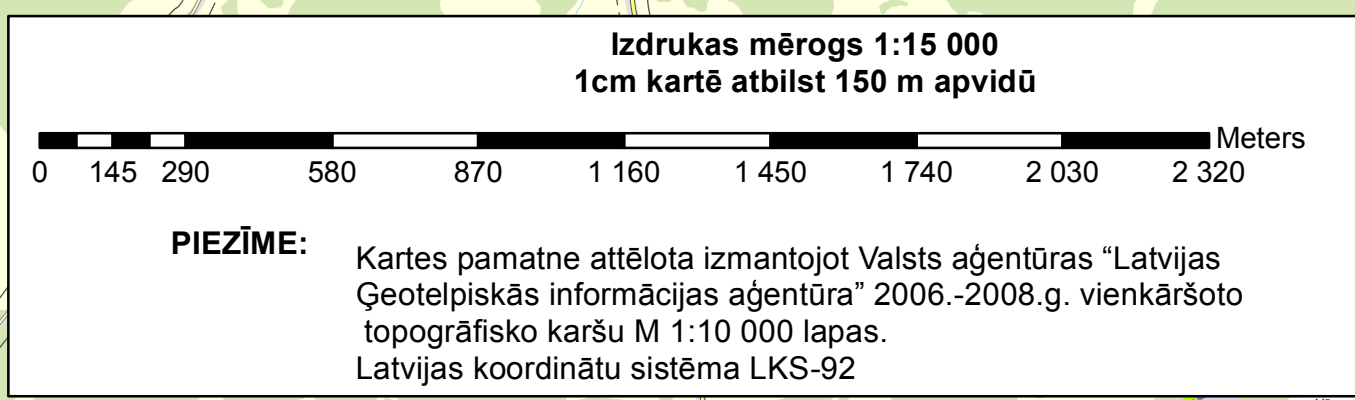 Izdrukas mērogs 1:15 000
1cm kartē atbilst 150 m apvidū
Meters
0 145 290 580 870 1 160 1 450 1 740 2 030 2 320
PIEZĪME:
Kartes pamatne attēlota izmantojot Valsts aģentūras “Latvijas
Ģeotelpiskās informācijas aģentūra” 2006.-2008.g. vienkāršoto
topogrāfisko karšu M 1:10 000 lapas.
Latvijas koordinātu sistēma LKS-92